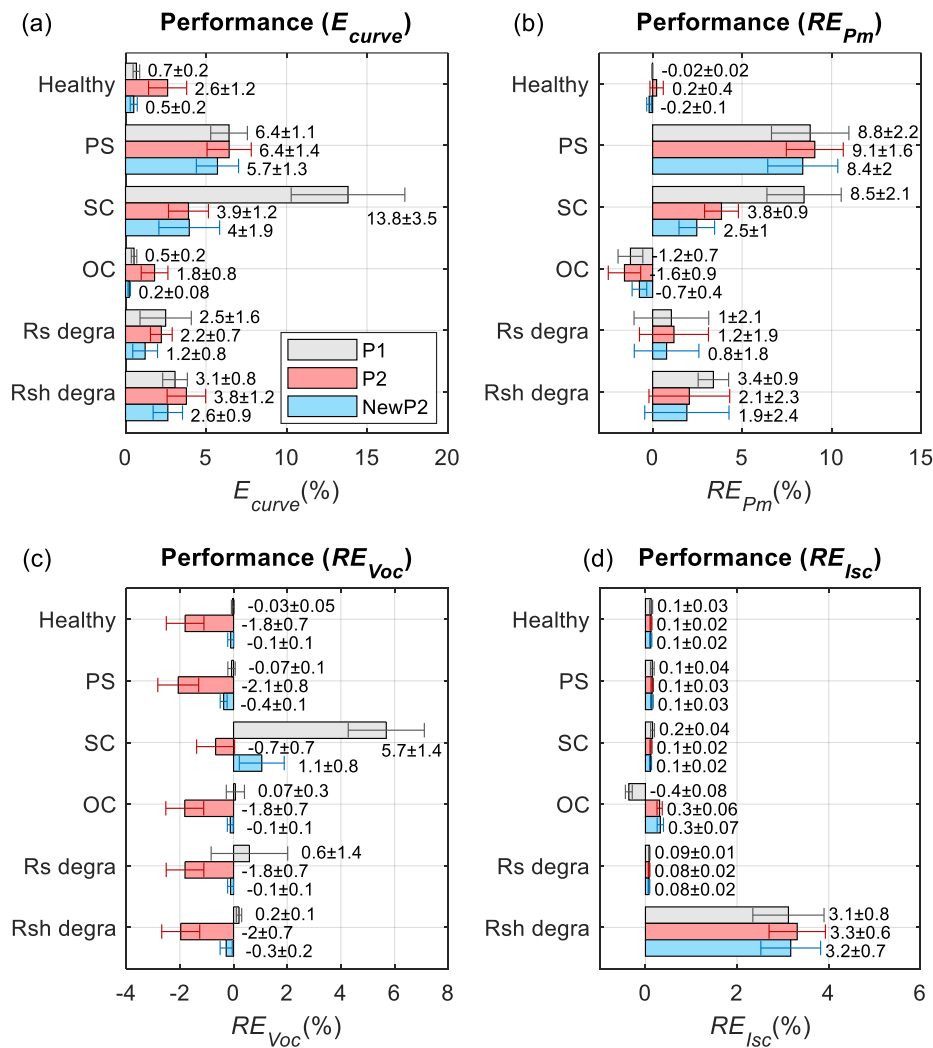 (a) Performance (E_curve)
Healthy
0.7±0.2
2.6±1.2
0.5±0.2
PS
6.4±1.1
6.4±1.4
5.7±1.3
SC
13.8±3.5
3.9±1.2
4±1.9
OC
0.5±0.2
1.8±0.8
0.2±0.08
Rs degra
2.5±1.6
2.2±0.7
1.2±0.8
Rsh degra
3.1±0.8
3.8±1.2
2.6±0.9
P1
P2
NewP2
0 5 10 15 20
E_curve(%)
(b) Performance (RE_Pm)
Healthy
-0.02±0.02
0.2±0.4
-0.2±0.1
PS
8.8±2.2
9.1±1.6
8.4±2
SC
8.5±2.1
3.8±0.9
2.5±1
OC
-1.2±0.7
-1.6±0.9
-0.7±0.4
Rs degra
1±2.1
1.2±1.9
0.8±1.8
Rsh degra
3.4±0.9
2.1±2.3
1.9±2.4
0 5 10 15
RE_Pm(%)
(c) Performance (RE_Voc)
Healthy
-0.03±0.05
-1.8±0.7
-0.1±0.1
PS
-0.07±0.1
-2.1±0.8
-0.4±0.1
SC
5.7±1.4
-0.7±0.7
1.1±0.8
OC
0.07±0.3
-1.8±0.7
-0.1±0.1
Rs degra
0.6±1.4
-1.8±0.7
-0.1±0.1
Rsh degra
0.2±0.1
-2±0.7
-0.3±0.2
-4 -2 0 2 4 6 8
RE_Voc(%)
(d) Performance (RE_Isc)
Healthy
0.1±0.03
0.1±0.02
0.1±0.02
PS
0.1±0.04
0.1±0.03
0.1±0.03
SC
0.2±0.04
0.1±0.02
0.1±0.02
OC
-0.4±0.08
0.3±0.06
0.3±0.07
Rs degra
0.09±0.01
0.08±0.02
0.08±0.02
Rsh degra
3.1±0.8
3.3±0.6
3.2±0.7
0 2 4 6
RE_Isc(%)